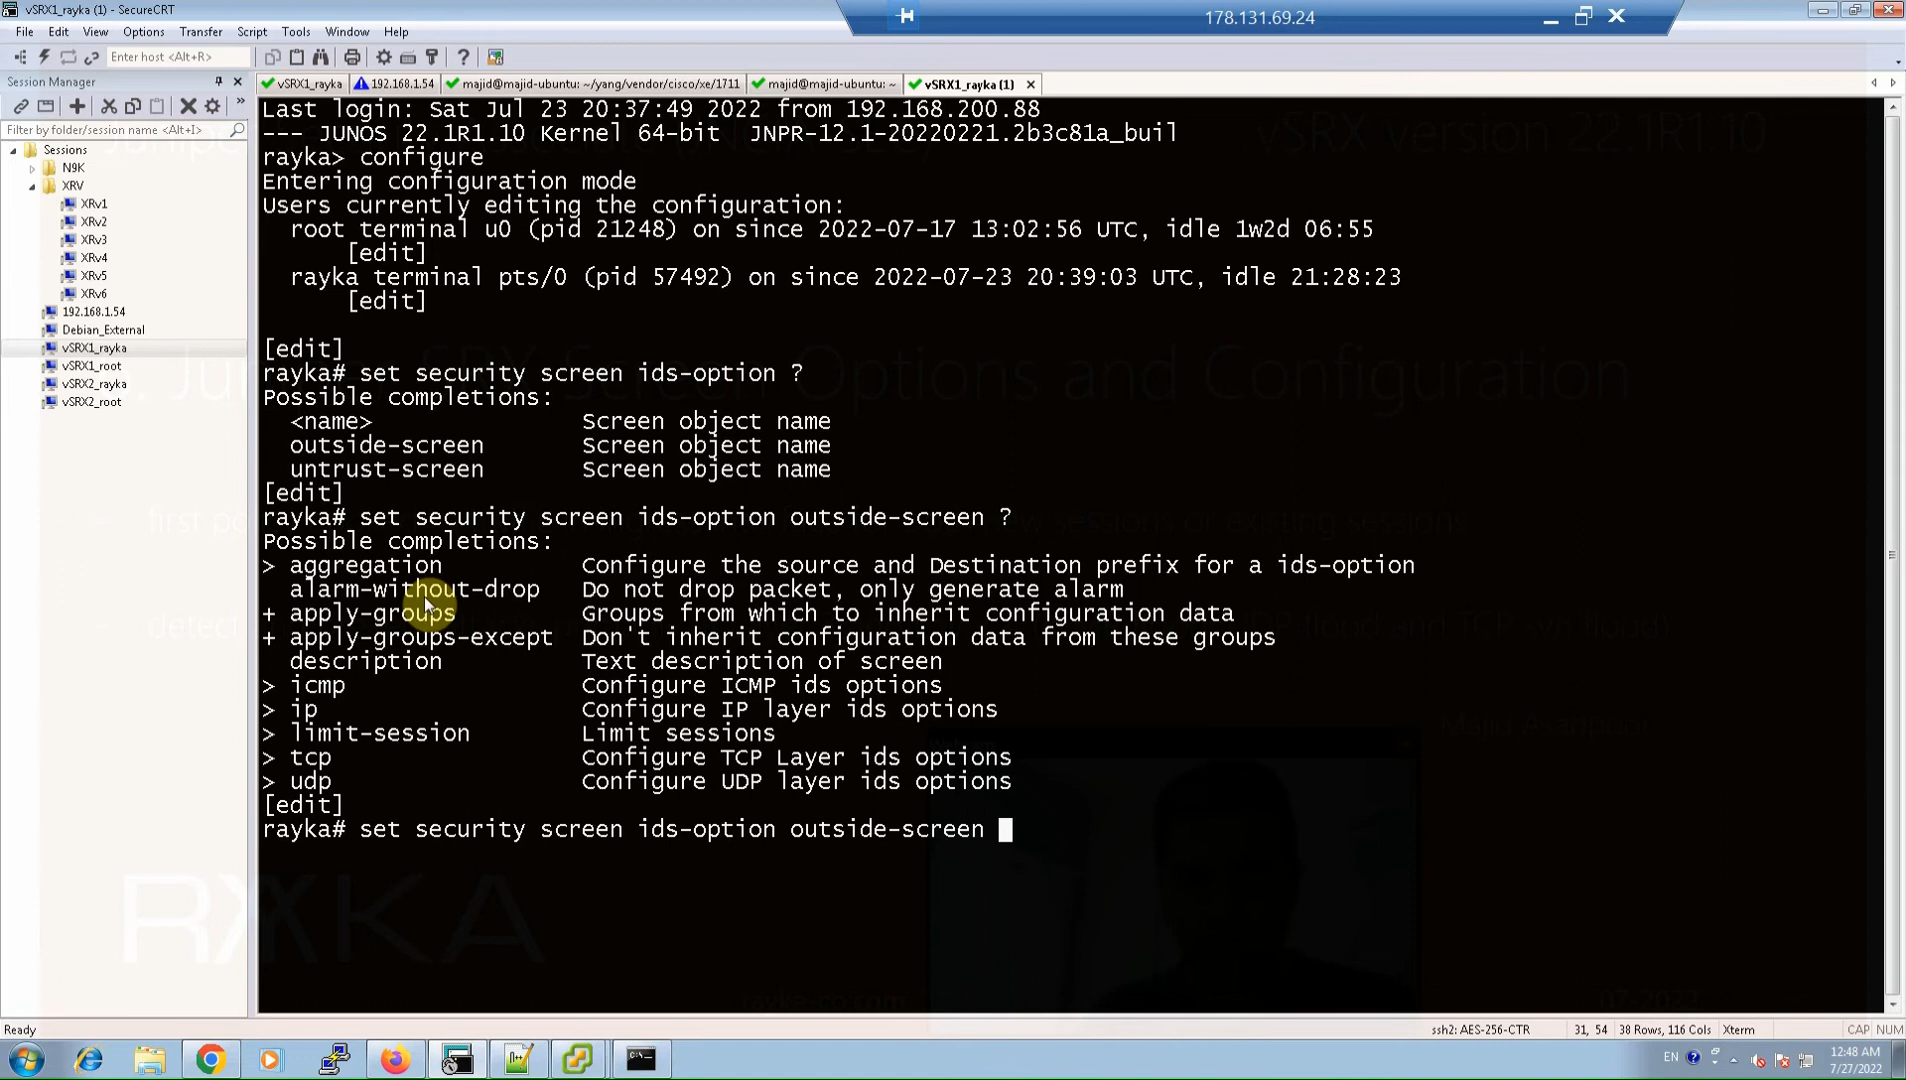 vSRX1_rayka (1) - SecureCRT
178.131.69.24
File Edit View Options Transfer Script Tools Window Help
Enter host <Alt+R>
Session Manager
vSRX1_rayka
192.168.1.54
majid@majid-ubuntu: ~/yang/vendor/cisco/xe/1711
majid@majid-ubuntu: ~
vSRX1_rayka (1)
Filter by folder/session name <Alt+I>
Sessions
N9K
XRV
XRv1
XRv2
XRv3
XRv4
XRv5
XRv6
192.168.1.54
Debian_External
vSRX1_rayka
vSRX1_root
vSRX2_rayka
vSRX2_root
Last login: Sat Jul 23 20:37:49 2022 from 192.168.200.88
--- JUNOS 22.1R1.10 Kernel 64-bit  JNPR-12.1-20220221.2b3c81a_buil
rayka> configure
Entering configuration mode
Users currently editing the configuration:
root terminal u0 (pid 21248) on since 2022-07-17 13:02:56 UTC, idle 1w2d 06:55
[edit]
rayka terminal pts/0 (pid 57492) on since 2022-07-23 20:39:03 UTC, idle 21:28:23
[edit]
[edit]
rayka# set security screen ids-option ?
Possible completions:
<name> Screen object name
outside-screen Screen object name
untrust-screen Screen object name
[edit]
rayka# set security screen ids-option outside-screen ?
Possible completions:
> aggregation Configure the source and Destination prefix for a ids-option
alarm-without-drop Do not drop packet, only generate alarm
+ apply-groups Groups from which to inherit configuration data
+ apply-groups-except Don't inherit configuration data from these groups
description Text description of screen
> icmp Configure ICMP ids options
> ip Configure IP layer ids options
> limit-session Limit sessions
> tcp Configure TCP Layer ids options
> udp Configure UDP layer ids options
[edit]
rayka# set security screen ids-option outside-screen
vSRX version 22.1R1.10
Options and Configuration
RAYKA
rayka-co.com
07-2022
Ready
ssh2: AES-256-CTR 31, 54 38 Rows, 116 Cols Xterm CAP NUM
EN
12:48 AM
7/27/2022